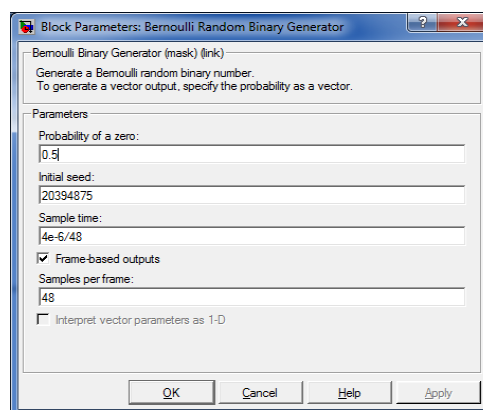 Block Parameters: Bernoulli Random Binary Generator
Bernoulli Binary Generator (mask) (link)
Generate a Bernoulli random binary number.
To generate a vector output, specify the probability as a vector.
Parameters
Probability of a zero:
0.5
Initial seed:
20394875
Sample time:
4e-6/48
Frame-based outputs
Samples per frame:
48
Interpret vector parameters as 1-D
OK Cancel Help Apply